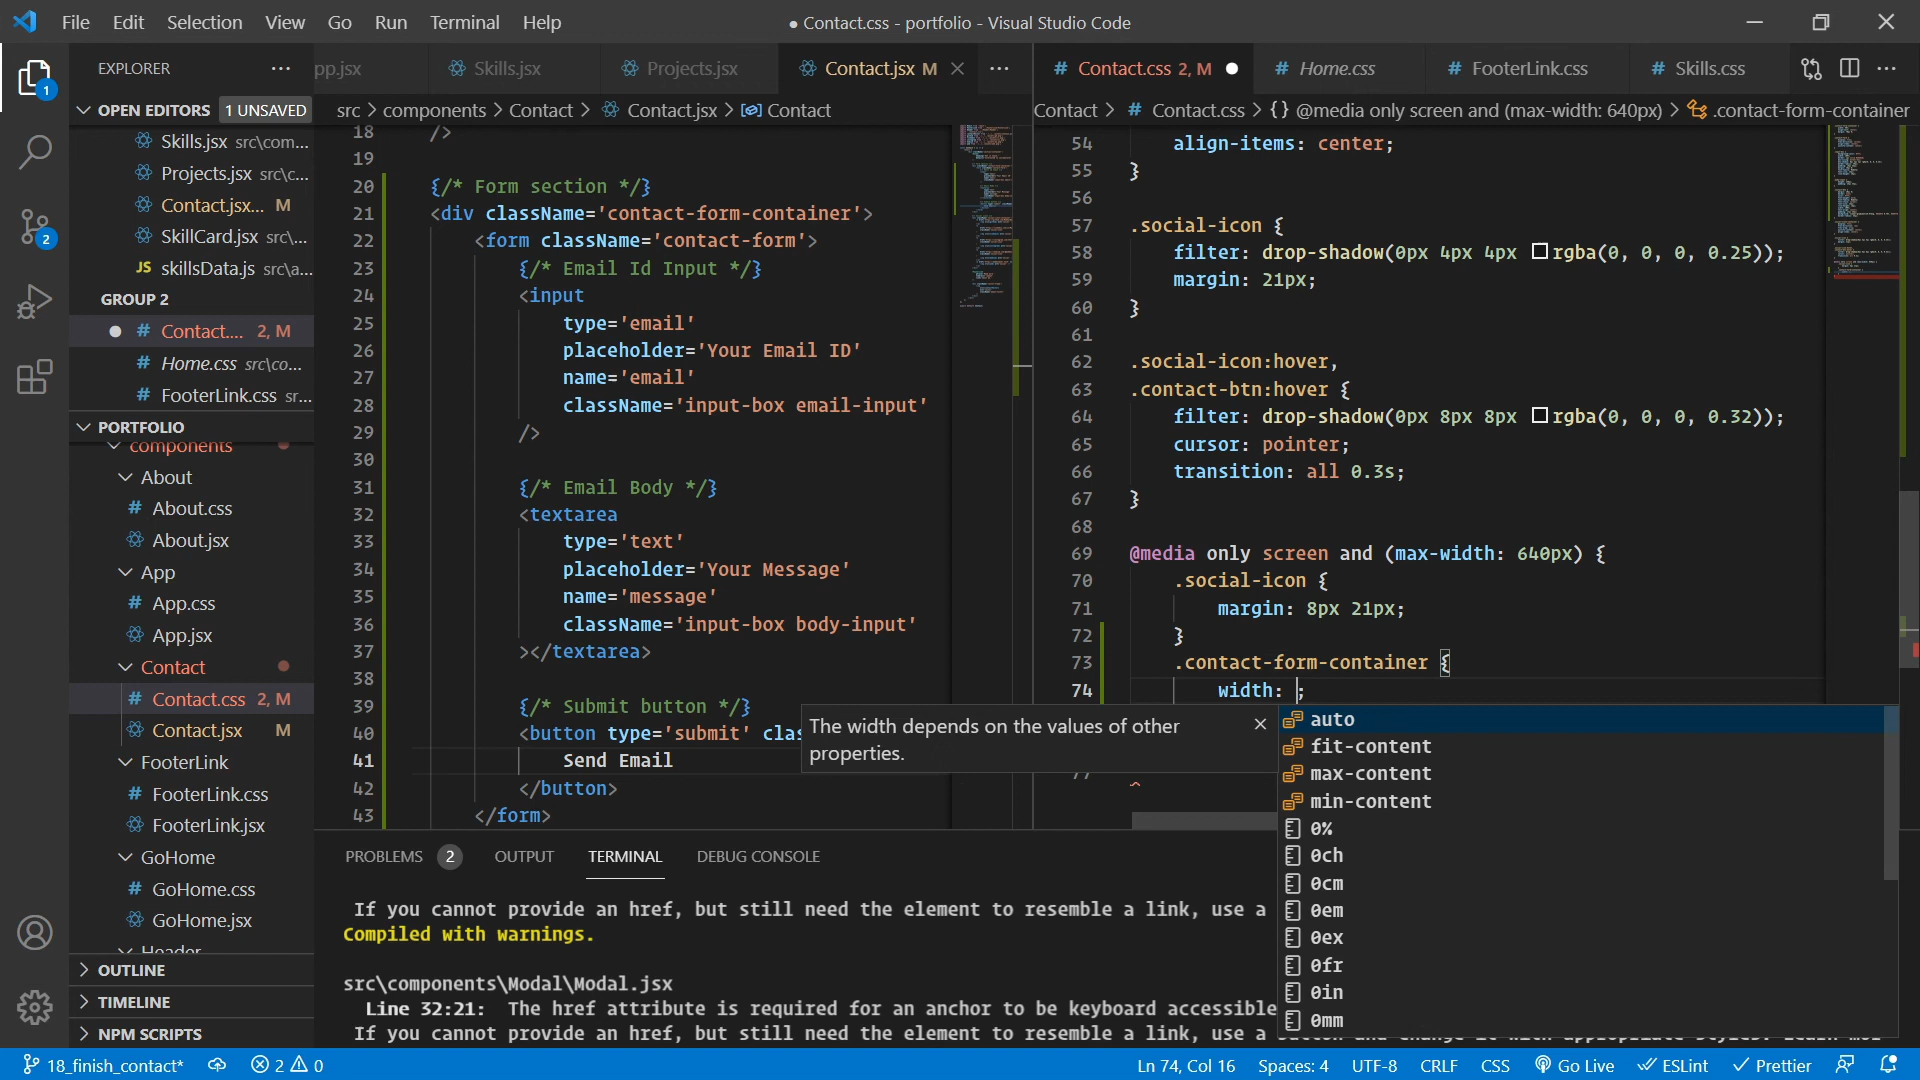 File Edit Selection View Go Run Terminal Help
● Contact.css - portfolio - Visual Studio Code
EXPLORER
OPEN EDITORS 1 UNSAVED
Skills.jsx src\com...
Projects.jsx src\c...
Contact.jsx... M
SkillCard.jsx src\...
JS skillsData.js src\a...
GROUP 2
# Contact.... 2, M
# Home.css src\co...
# FooterLink.css sr...
PORTFOLIO
components
About
# About.css
About.jsx
App
# App.css
App.jsx
Contact
# Contact.css 2, M
Contact.jsx M
FooterLink
# FooterLink.css
FooterLink.jsx
GoHome
# GoHome.css
GoHome.jsx
Header
OUTLINE
TIMELINE
NPM SCRIPTS
1
2
pp.jsx Skills.jsx Projects.jsx Contact.jsx M
src > components > Contact > Contact.jsx > Contact
18 />
19
20 {/* Form section */}
21 <div className='contact-form-container'>
22 <form className='contact-form'>
23 {/* Email Id Input */}
24 <input
25 type='email'
26 placeholder='Your Email ID'
27 name='email'
28 className='input-box email-input'
29 />
30
31 {/* Email Body */}
32 <textarea
33 type='text'
34 placeholder='Your Message'
35 name='message'
36 className='input-box body-input'
37 ></textarea>
38
39 {/* Submit button */}
40 <button type='submit' clas
41 Send Email
42 </button>
43 </form>
# Contact.css 2, M # Home.css # FooterLink.css # Skills.css
Contact > # Contact.css > {} @media only screen and (max-width: 640px) > .contact-form-container
54 align-items: center;
55 }
56
57 .social-icon {
58 filter: drop-shadow(0px 4px 4px rgba(0, 0, 0, 0.25));
59 margin: 21px;
60 }
61
62 .social-icon:hover,
63 .contact-btn:hover {
64 filter: drop-shadow(0px 8px 8px rgba(0, 0, 0, 0.32));
65 cursor: pointer;
66 transition: all 0.3s;
67 }
68
69 @media only screen and (max-width: 640px) {
70 .social-icon {
71 margin: 8px 21px;
72 }
73 .contact-form-container {
74 width: ;
77
The width depends on the values of other
properties.
auto
fit-content
max-content
min-content
0%
0ch
0cm
0em
0ex
0fr
0in
0mm
PROBLEMS 2 OUTPUT TERMINAL DEBUG CONSOLE
If you cannot provide an href, but still need the element to resemble a link, use a
Compiled with warnings.
src\components\Modal\Modal.jsx
Line 32:21: The href attribute is required for an anchor to be keyboard accessible
If you cannot provide an href, but still need the element to resemble a link, use a button and change it with appropriate styles. Learn mor
18_finish_contact* 2 0 Ln 74, Col 16 Spaces: 4 UTF-8 CRLF CSS Go Live ESLint Prettier